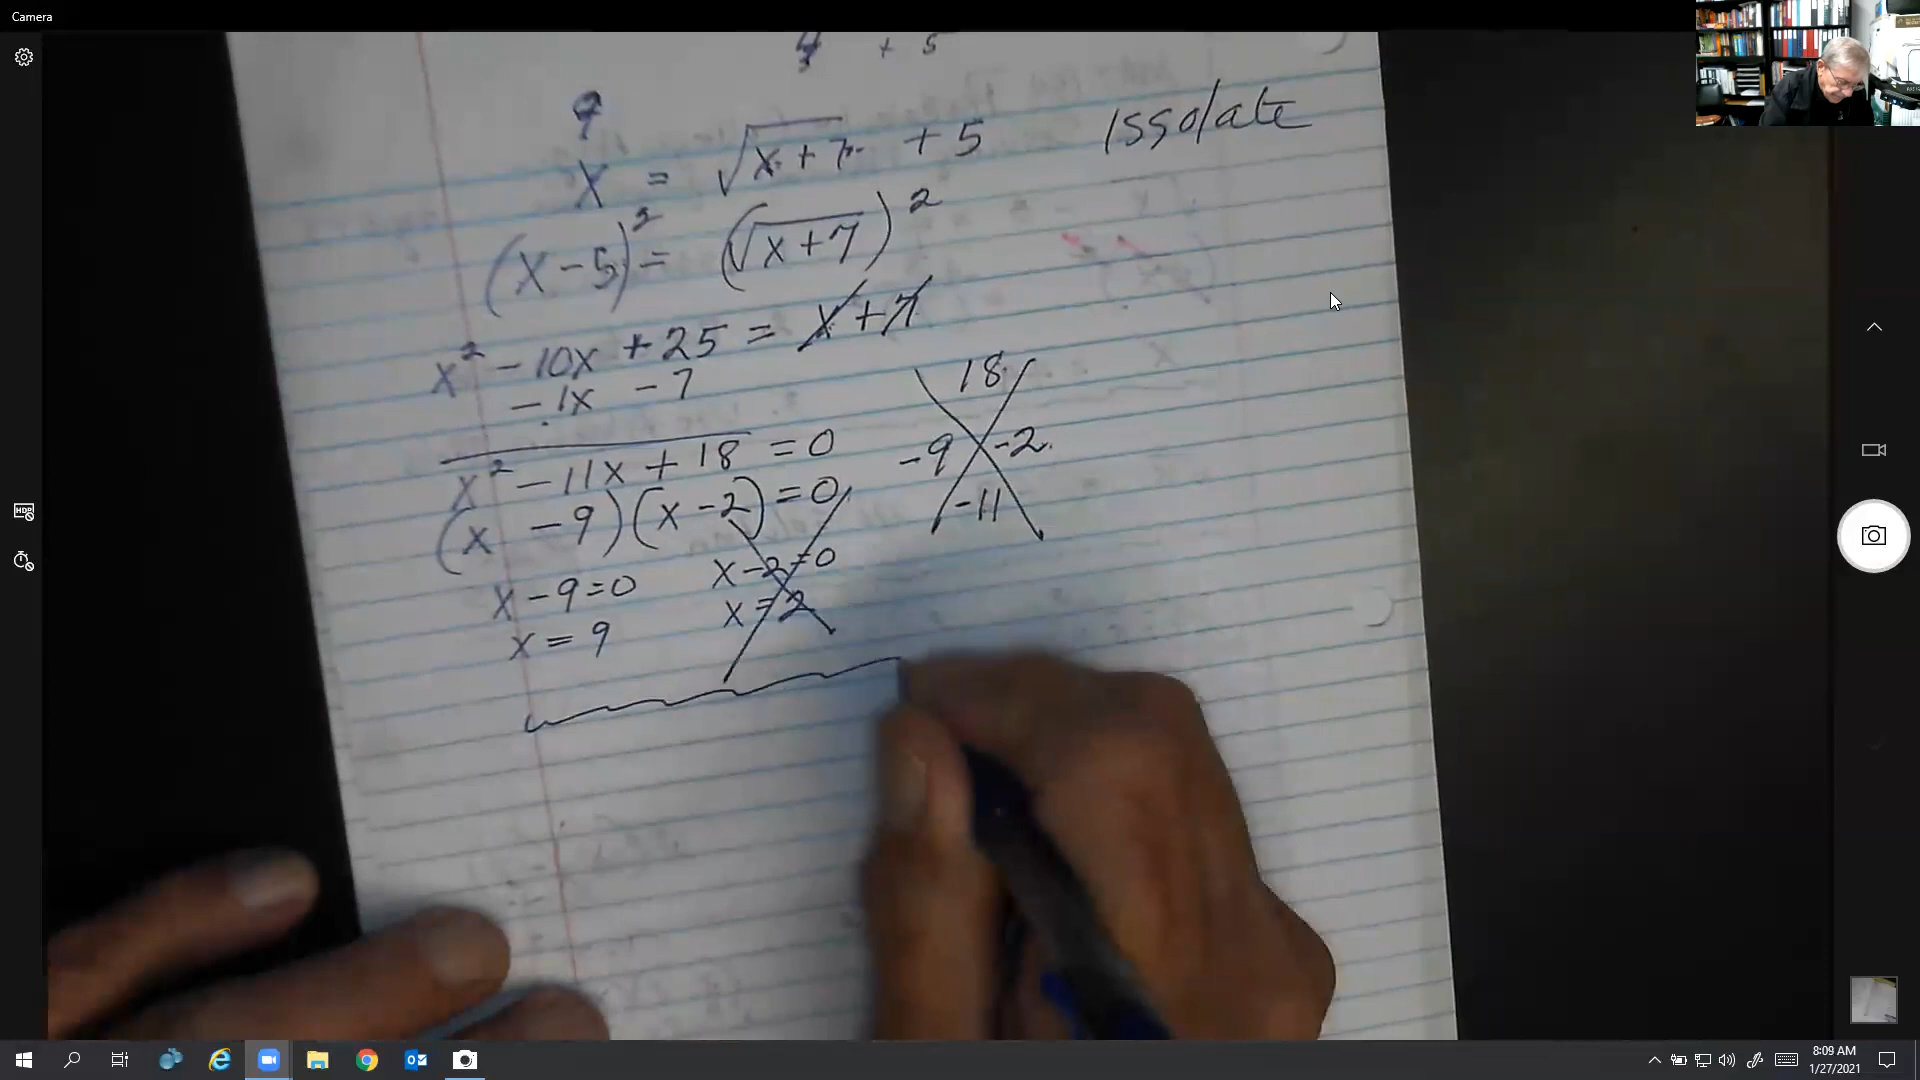 Camera
+ 5
9
x = √x + 7 + 5 Issolate
(x - 5)² = (√x + 7)²
x² - 10x + 25 = x + 7
- 1x - 7
18
x² - 11x + 18 = 0
-9 -2
(x - 9)(x - 2) = 0
-11
x - 9 = 0 x - 2 = 0
x = 9 x = 2
8:09 AM
1/27/2021